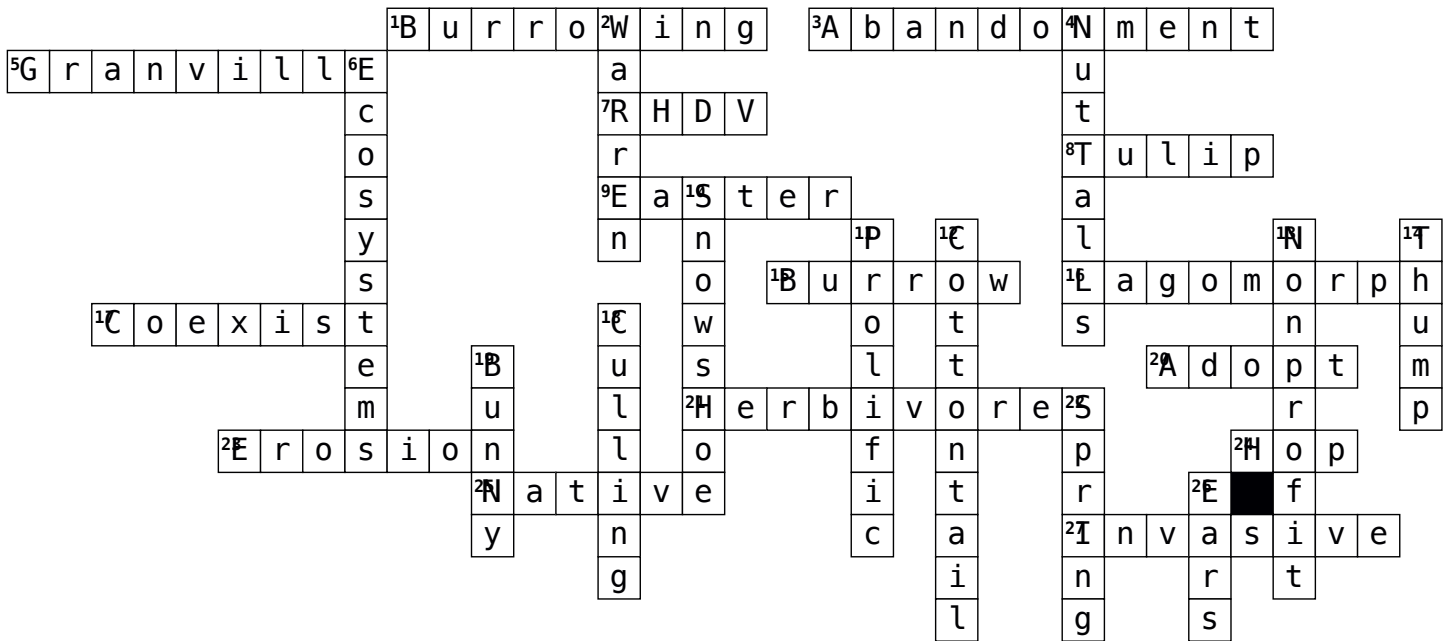 1Burro2Wing 3Abando4Nment
5Granvill6E a u
c 7RHDV t
o r 8Tulip
s 9Ea10Ster a
y n n 11P 12C l 13N 14T
s o 15Burrow 16Lagomorph
17Coexist 18C w o t s n u
e 19B u s l t 20Adopt m
m u l 21Herbivore22S r p
23Erosion l o f n p 24Hop
25Native i t r 26E f
y n c a 27Invasive
g i n r t
l g s